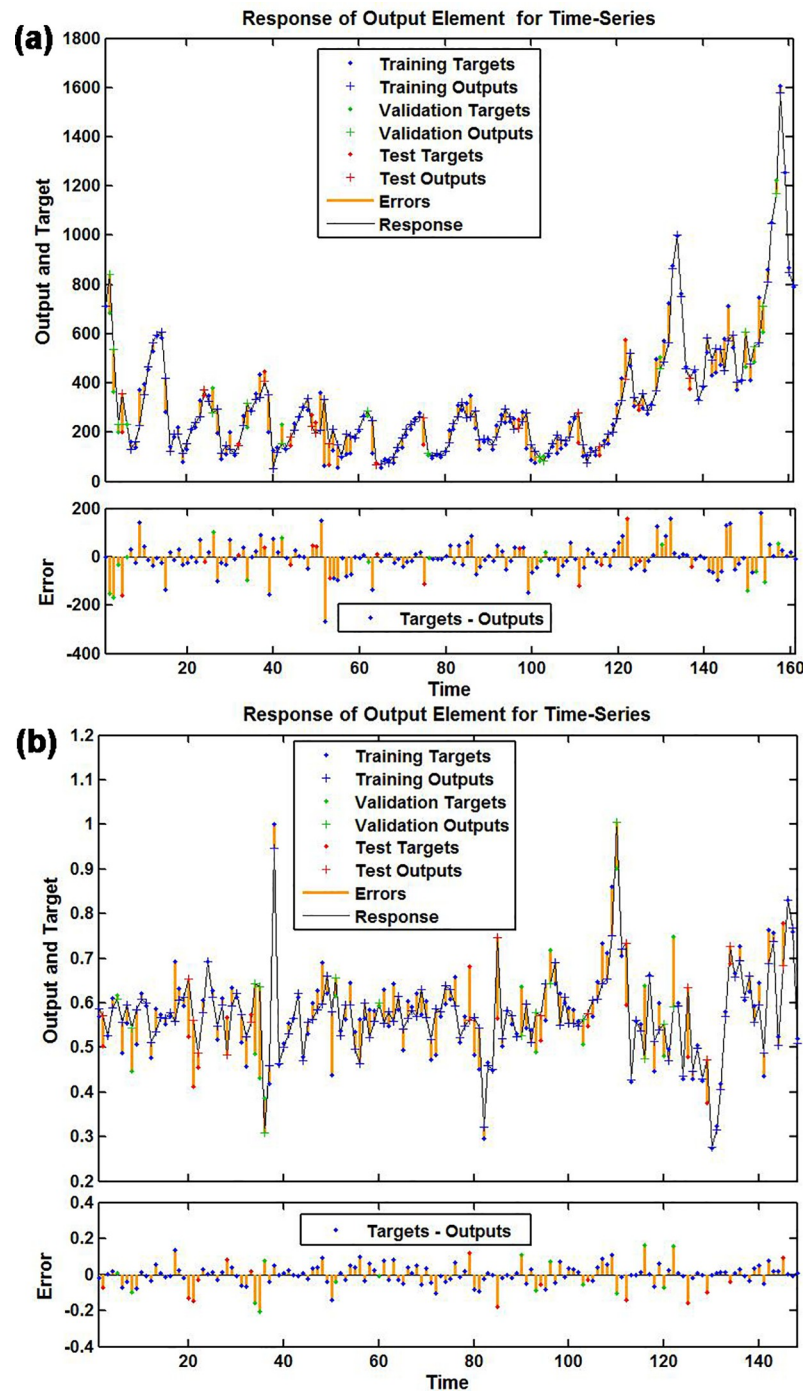 (a)
Response of Output Element for Time-Series
Output and Target
1800
1600
1400
1200
1000
800
600
400
200
0
Training Targets
Training Outputs
Validation Targets
Validation Outputs
Test Targets
Test Outputs
Errors
Response
Error
200
0
-200
-400
Targets - Outputs
20 40 60 80 100 120 140 160
Time
(b)
Response of Output Element for Time-Series
Output and Target
1.2
1.1
1
0.9
0.8
0.7
0.6
0.5
0.4
0.3
0.2
Training Targets
Training Outputs
Validation Targets
Validation Outputs
Test Targets
Test Outputs
Errors
Response
Error
0.4
0.2
0
-0.2
-0.4
Targets - Outputs
20 40 60 80 100 120 140
Time